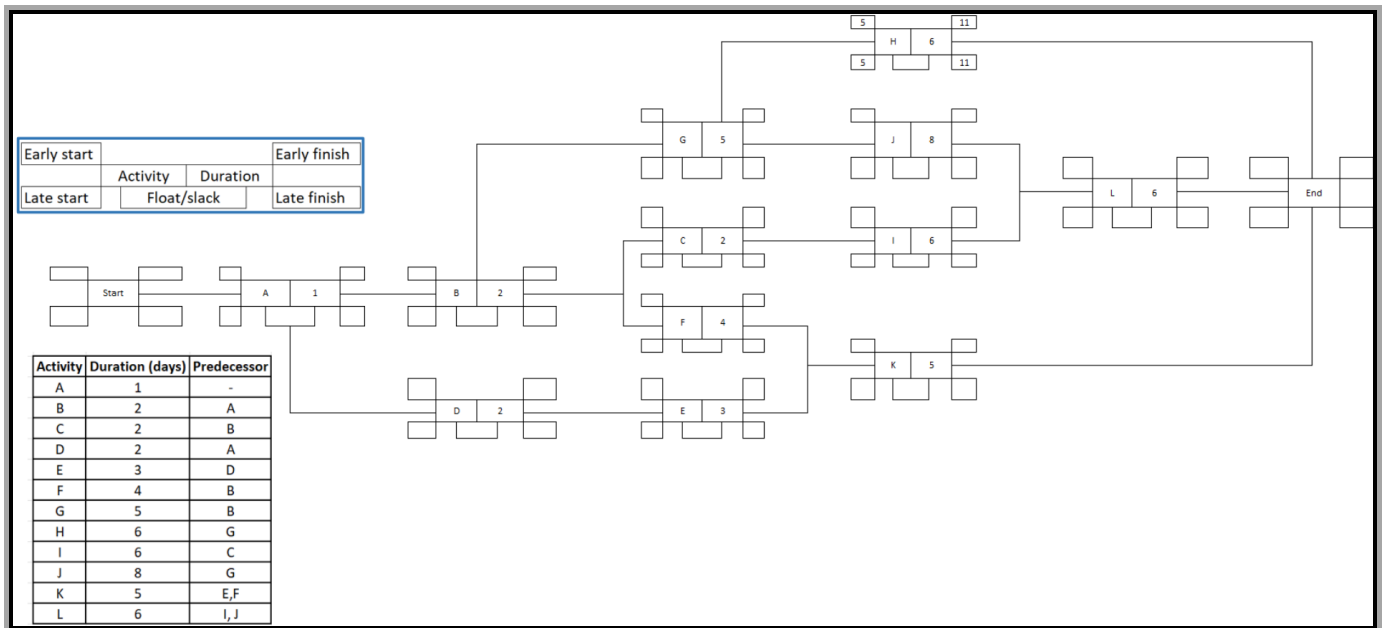 5 11
H 6
5 11
G 5
J 8
Early start Early finish
Activity Duration
Late start Float/slack Late finish
L 6
End
C 2
I 6
Start
A 1
B 2
F 4
K 5
D 2
E 3
Activity Duration (days) Predecessor
A 1 -
B 2 A
C 2 B
D 2 A
E 3 D
F 4 B
G 5 B
H 6 G
I 6 C
J 8 G
K 5 E,F
L 6 I, J